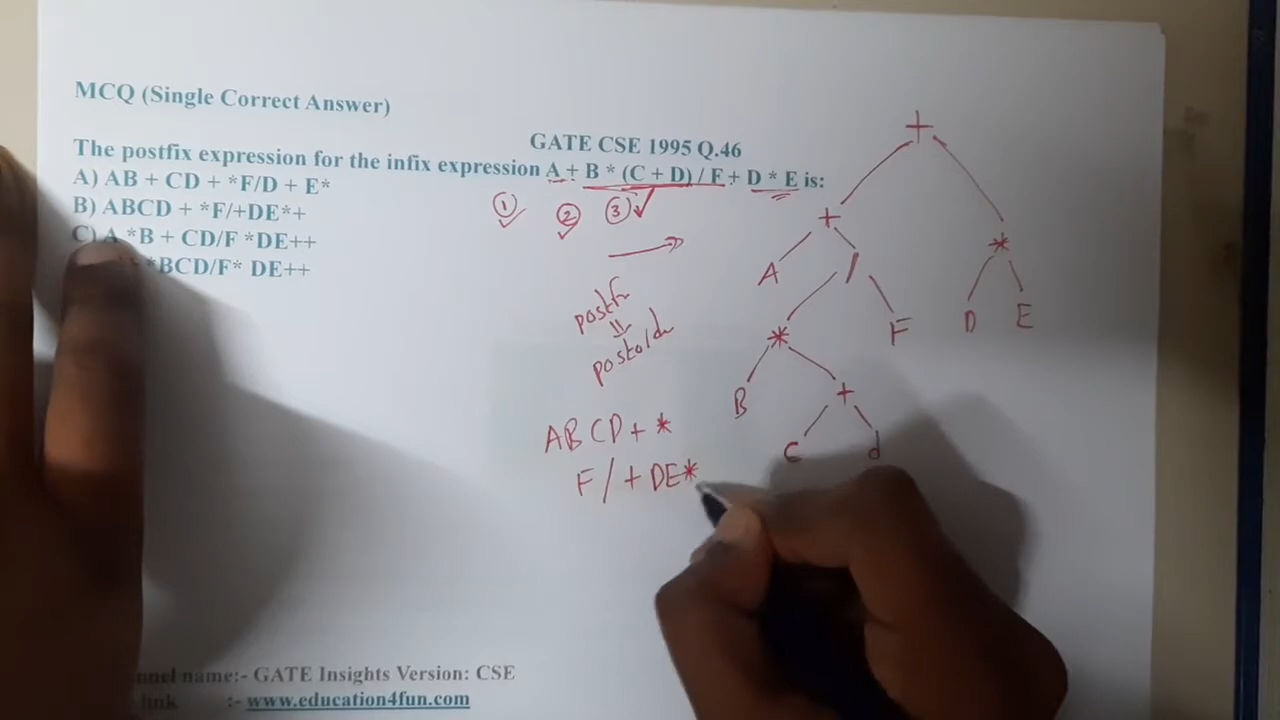 MCQ (Single Correct Answer)
GATE CSE 1995 Q.46
The postfix expression for the infix expression A + B * (C + D) / F + D * E is:
A) AB + CD + *F/D + E*
B) ABCD + *F/+DE*+
C) A *B + CD/F *DE++
*BCD/F* DE++
1 2 3
postfix
=
postorder
ABCD+*
F/+DE*
+
+ *
A / D E
* F
B +
C d
name:- GATE Insights Version: CSE
link :- www.education4fun.com